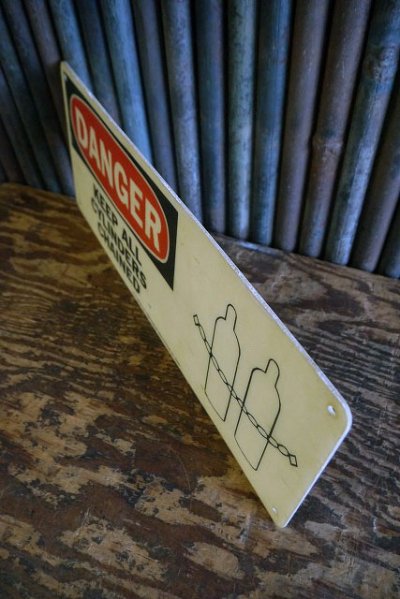 DANGER
KEEP ALL
CYLINDERS
CHAINED